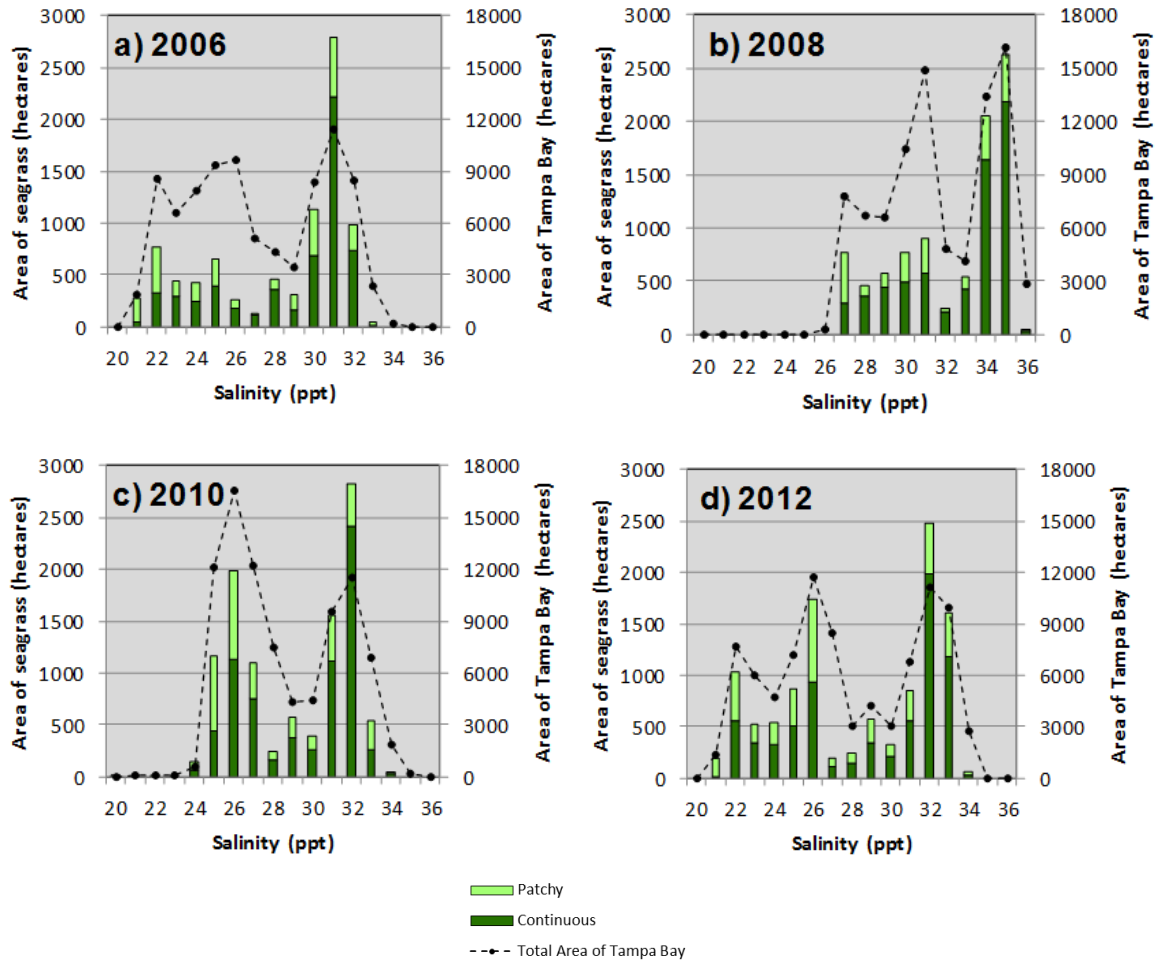 a) 2006
Area of seagrass (hectares)
3000
2500
2000
1500
1000
500
0
18000
15000
12000
9000
6000
3000
0
Area of Tampa Bay (hectares)
20 22 24 26 28 30 32 34 36
Salinity (ppt)
b) 2008
Area of seagrass (hectares)
3000
2500
2000
1500
1000
500
0
18000
15000
12000
9000
6000
3000
0
Area of Tampa Bay (hectares)
20 22 24 26 28 30 32 34 36
Salinity (ppt)
c) 2010
Area of seagrass (hectares)
3000
2500
2000
1500
1000
500
0
18000
15000
12000
9000
6000
3000
0
Area of Tampa Bay (hectares)
20 22 24 26 28 30 32 34 36
Salinity (ppt)
d) 2012
Area of seagrass (hectares)
3000
2500
2000
1500
1000
500
0
18000
15000
12000
9000
6000
3000
0
Area of Tampa Bay (hectares)
20 22 24 26 28 30 32 34 36
Salinity (ppt)
Patchy
Continuous
Total Area of Tampa Bay